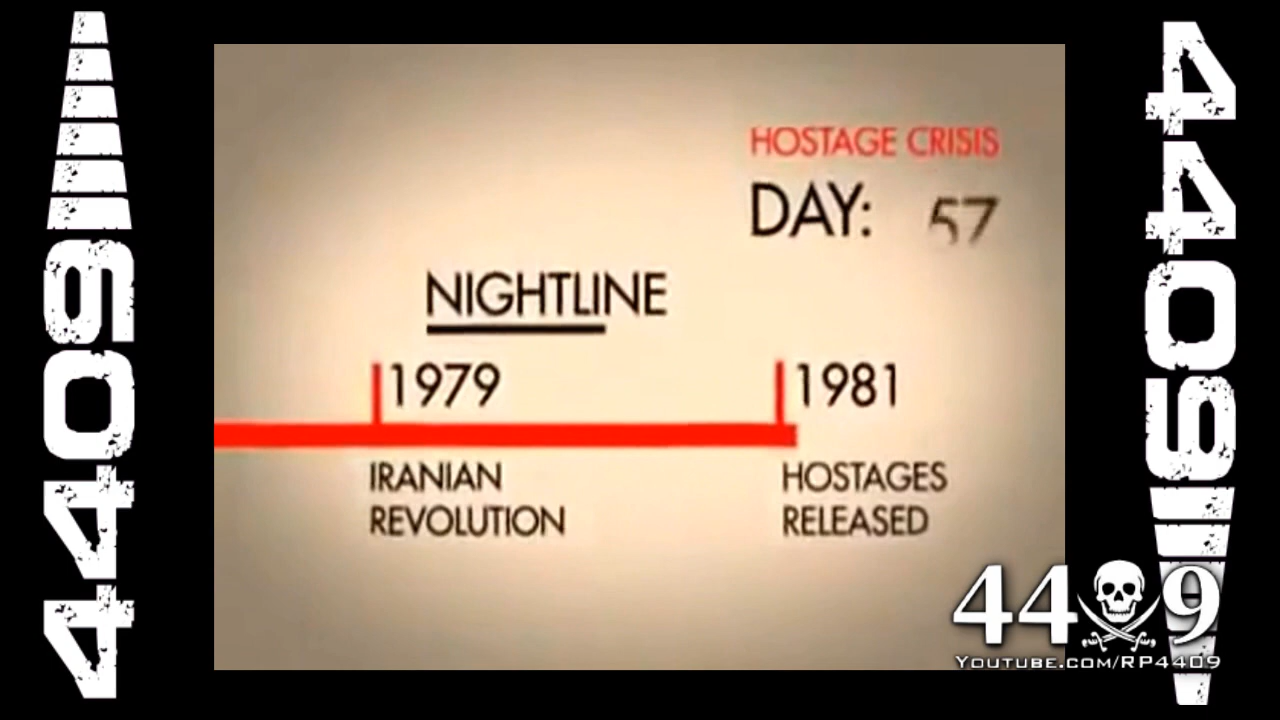 4409
HOSTAGE CRISIS
DAY: 57
NIGHTLINE
1979
1981
IRANIAN
REVOLUTION
HOSTAGES
RELEASED
4409
4409
YOUTUBE.COM/RP4409